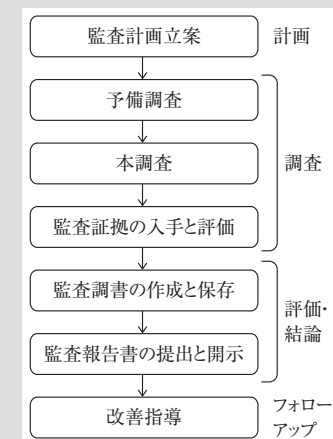 監査計画立案
計画
予備調査
本調査
調査
監査証拠の入手と評価
監査調書の作成と保存
評価・
結論
監査報告書の提出と開示
改善指導
フォロー
アップ